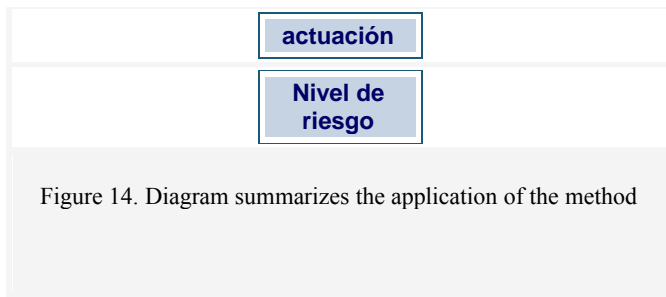 actuación
Nivel de
riesgo
Figure 14. Diagram summarizes the application of the method